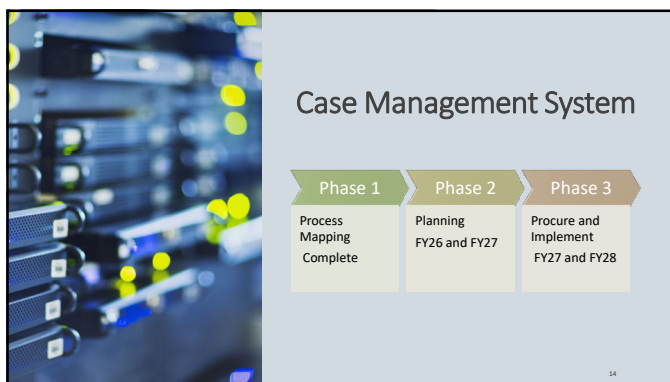 Case Management System
Phase 1
Process
Mapping
Complete
Phase 2
Planning
FY26 and FY27
Phase 3
Procure and
Implement
FY27 and FY28
14